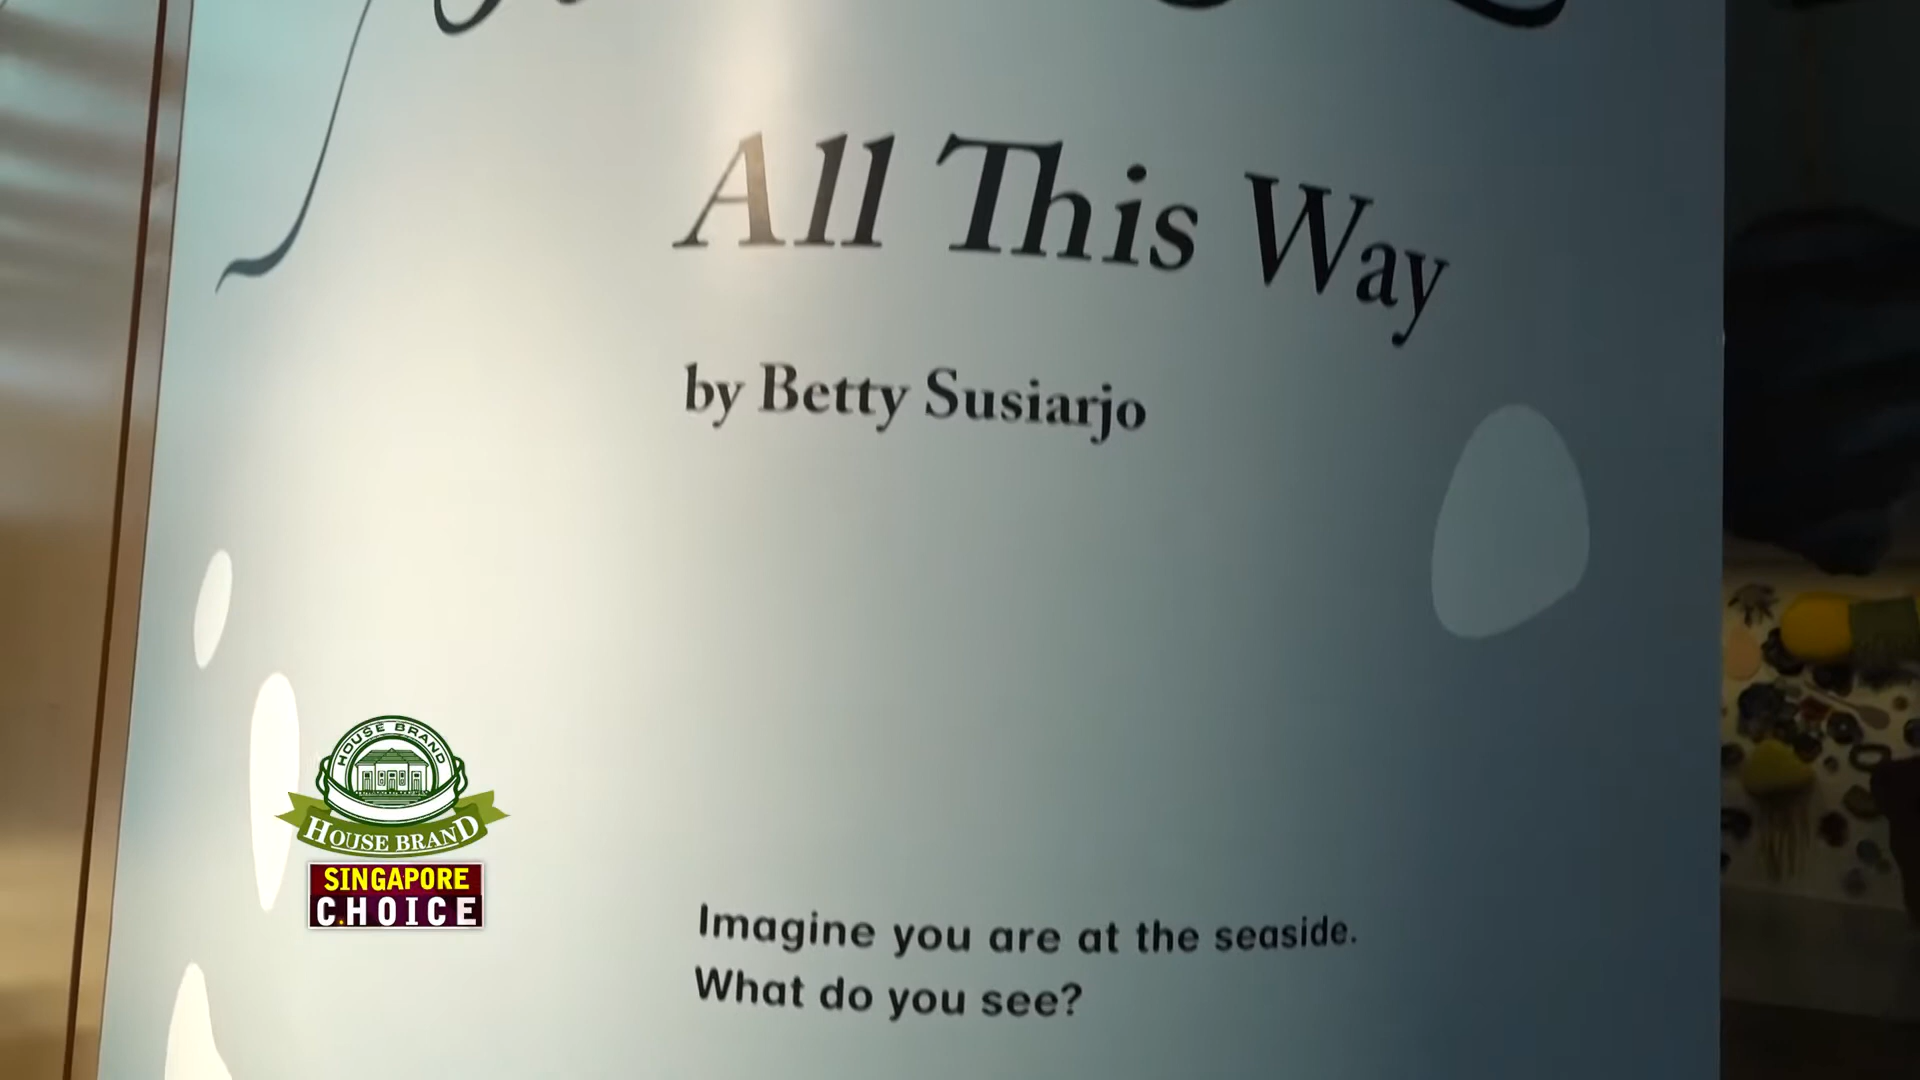 All This Way
by Betty Susiarjo
HOUSE BRAND
HOUSE BRAND
SINGAPORE
CHOICE
Imagine you are at the seaside.
What do you see?